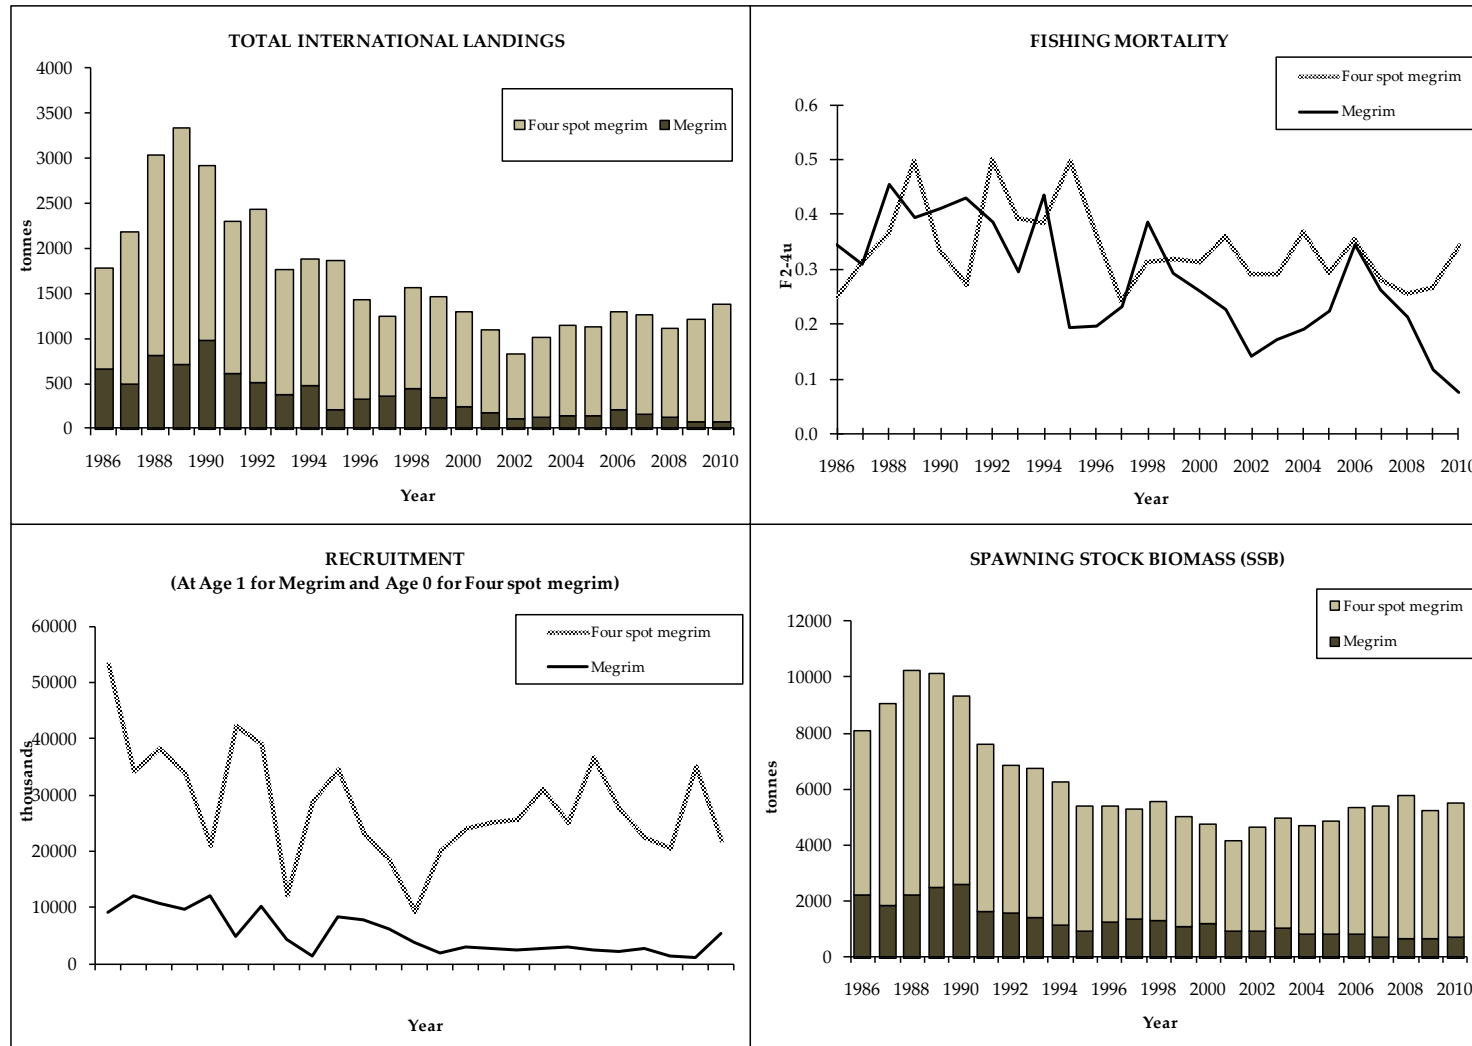 TOTAL INTERNATIONAL LANDINGS
4000
3500
3000
2500
2000
1500
1000
500
0
tonnes
Four spot megrim Megrim
1986 1988 1990 1992 1994 1996 1998 2000 2002 2004 2006 2008 2010
Year
FISHING MORTALITY
Four spot megrim
Megrim
0.6
0.5
0.4
0.3
0.2
0.1
0.0
F2-4u
1986 1988 1990 1992 1994 1996 1998 2000 2002 2004 2006 2008 2010
Year
RECRUITMENT
(At Age 1 for Megrim and Age 0 for Four spot megrim)
Four spot megrim
Megrim
60000
50000
40000
30000
20000
10000
0
thousands
Year
SPAWNING STOCK BIOMASS (SSB)
Four spot megrim
Megrim
12000
10000
8000
6000
4000
2000
0
tonnes
1986 1988 1990 1992 1994 1996 1998 2000 2002 2004 2006 2008 2010
Year